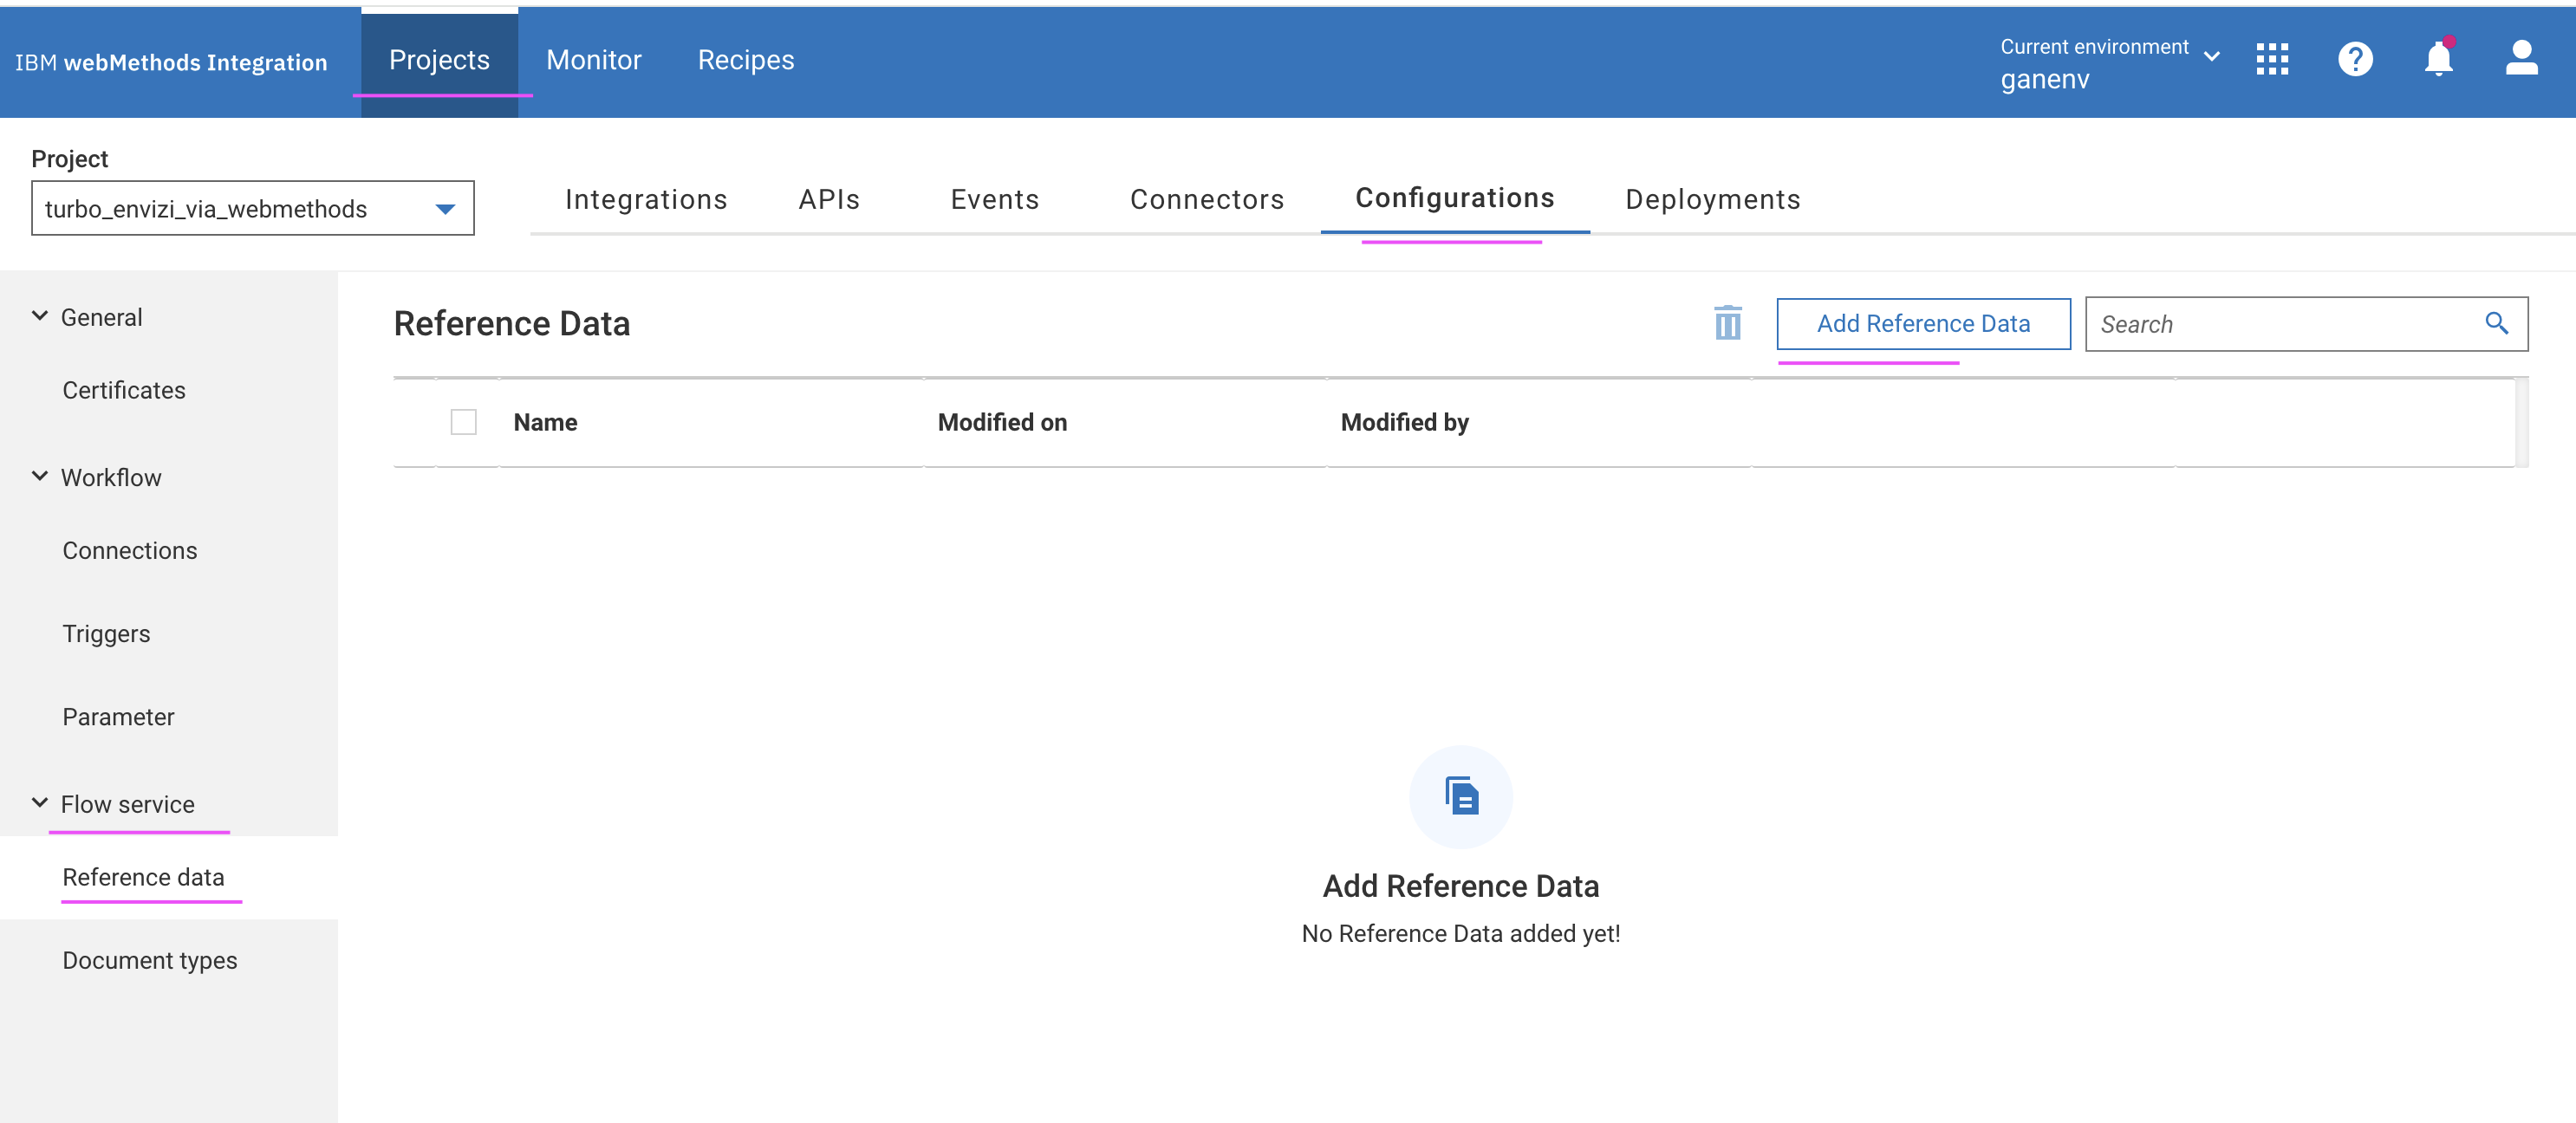 IBM webMethods Integration
Projects
Monitor
Recipes
Current environment
ganenv
Project
turbo_envizi_via_webmethods
Integrations
APIs
Events
Connectors
Configurations
Deployments
General
Certificates
Workflow
Connections
Triggers
Parameter
Flow service
Reference data
Document types
Reference Data
Add Reference Data
Search
Name
Modified on
Modified by
Add Reference Data
No Reference Data added yet!